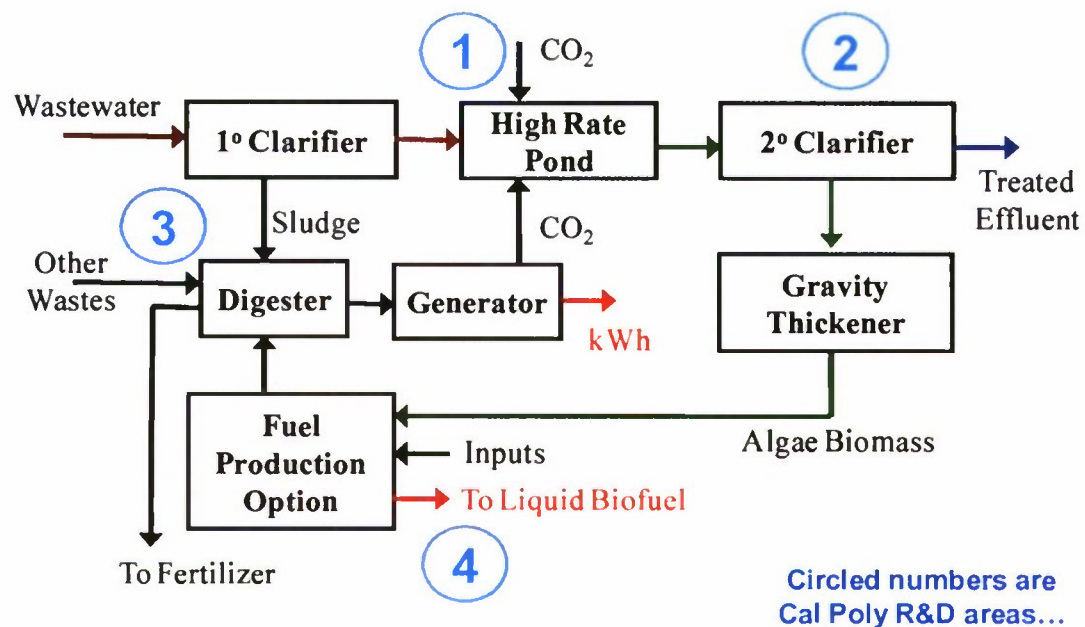 1
CO₂
2
Wastewater
1º Clarifier
High Rate
Pond
2º Clarifier
Treated
Effluent
3
Sludge
CO₂
Other
Wastes
Digester
Generator
kWh
Gravity
Thickener
Fuel
Production
Option
Inputs
To Liquid Biofuel
Algae Biomass
To Fertilizer
4
Circled numbers are
Cal Poly R&D areas...